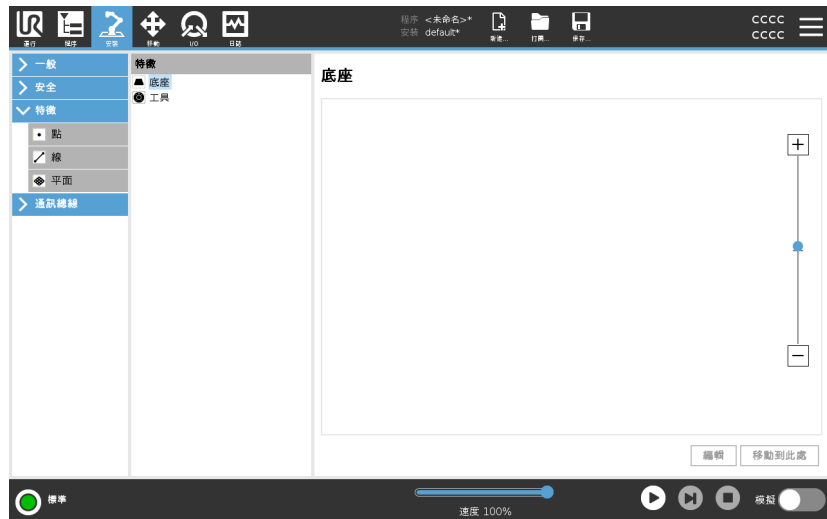 UR
程序 <未命名>*
安裝 default*
cccc
cccc
運行
程序
安裝
移動
I/O
日誌
新建...
打開...
保存...
一般
安全
特徵
點
線
平面
通訊總線
特徵
底座
工具
底座
編輯
移動到此處
標準
速度 100%
模擬